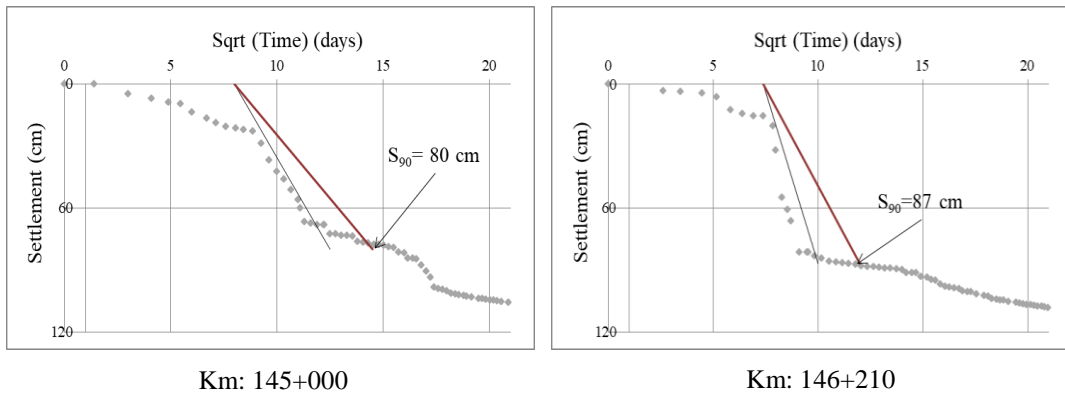 Sqrt (Time) (days)
0 5 10 15 20
0
60
120
Settlement (cm)
S₉₀= 80 cm
Km: 145+000
Sqrt (Time) (days)
0 5 10 15 20
0
60
120
Settlement (cm)
S₉₀=87 cm
Km: 146+210